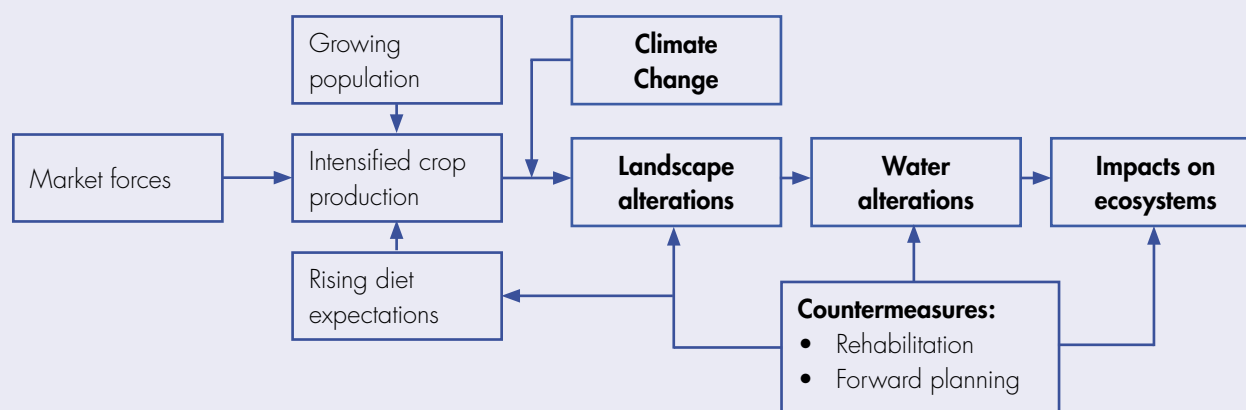 Growing
population
Climate
Change
Market forces
Intensified crop
production
Landscape
alterations
Water
alterations
Impacts on
ecosystems
Rising diet
expectations
Countermeasures:
• Rehabilitation
• Forward planning